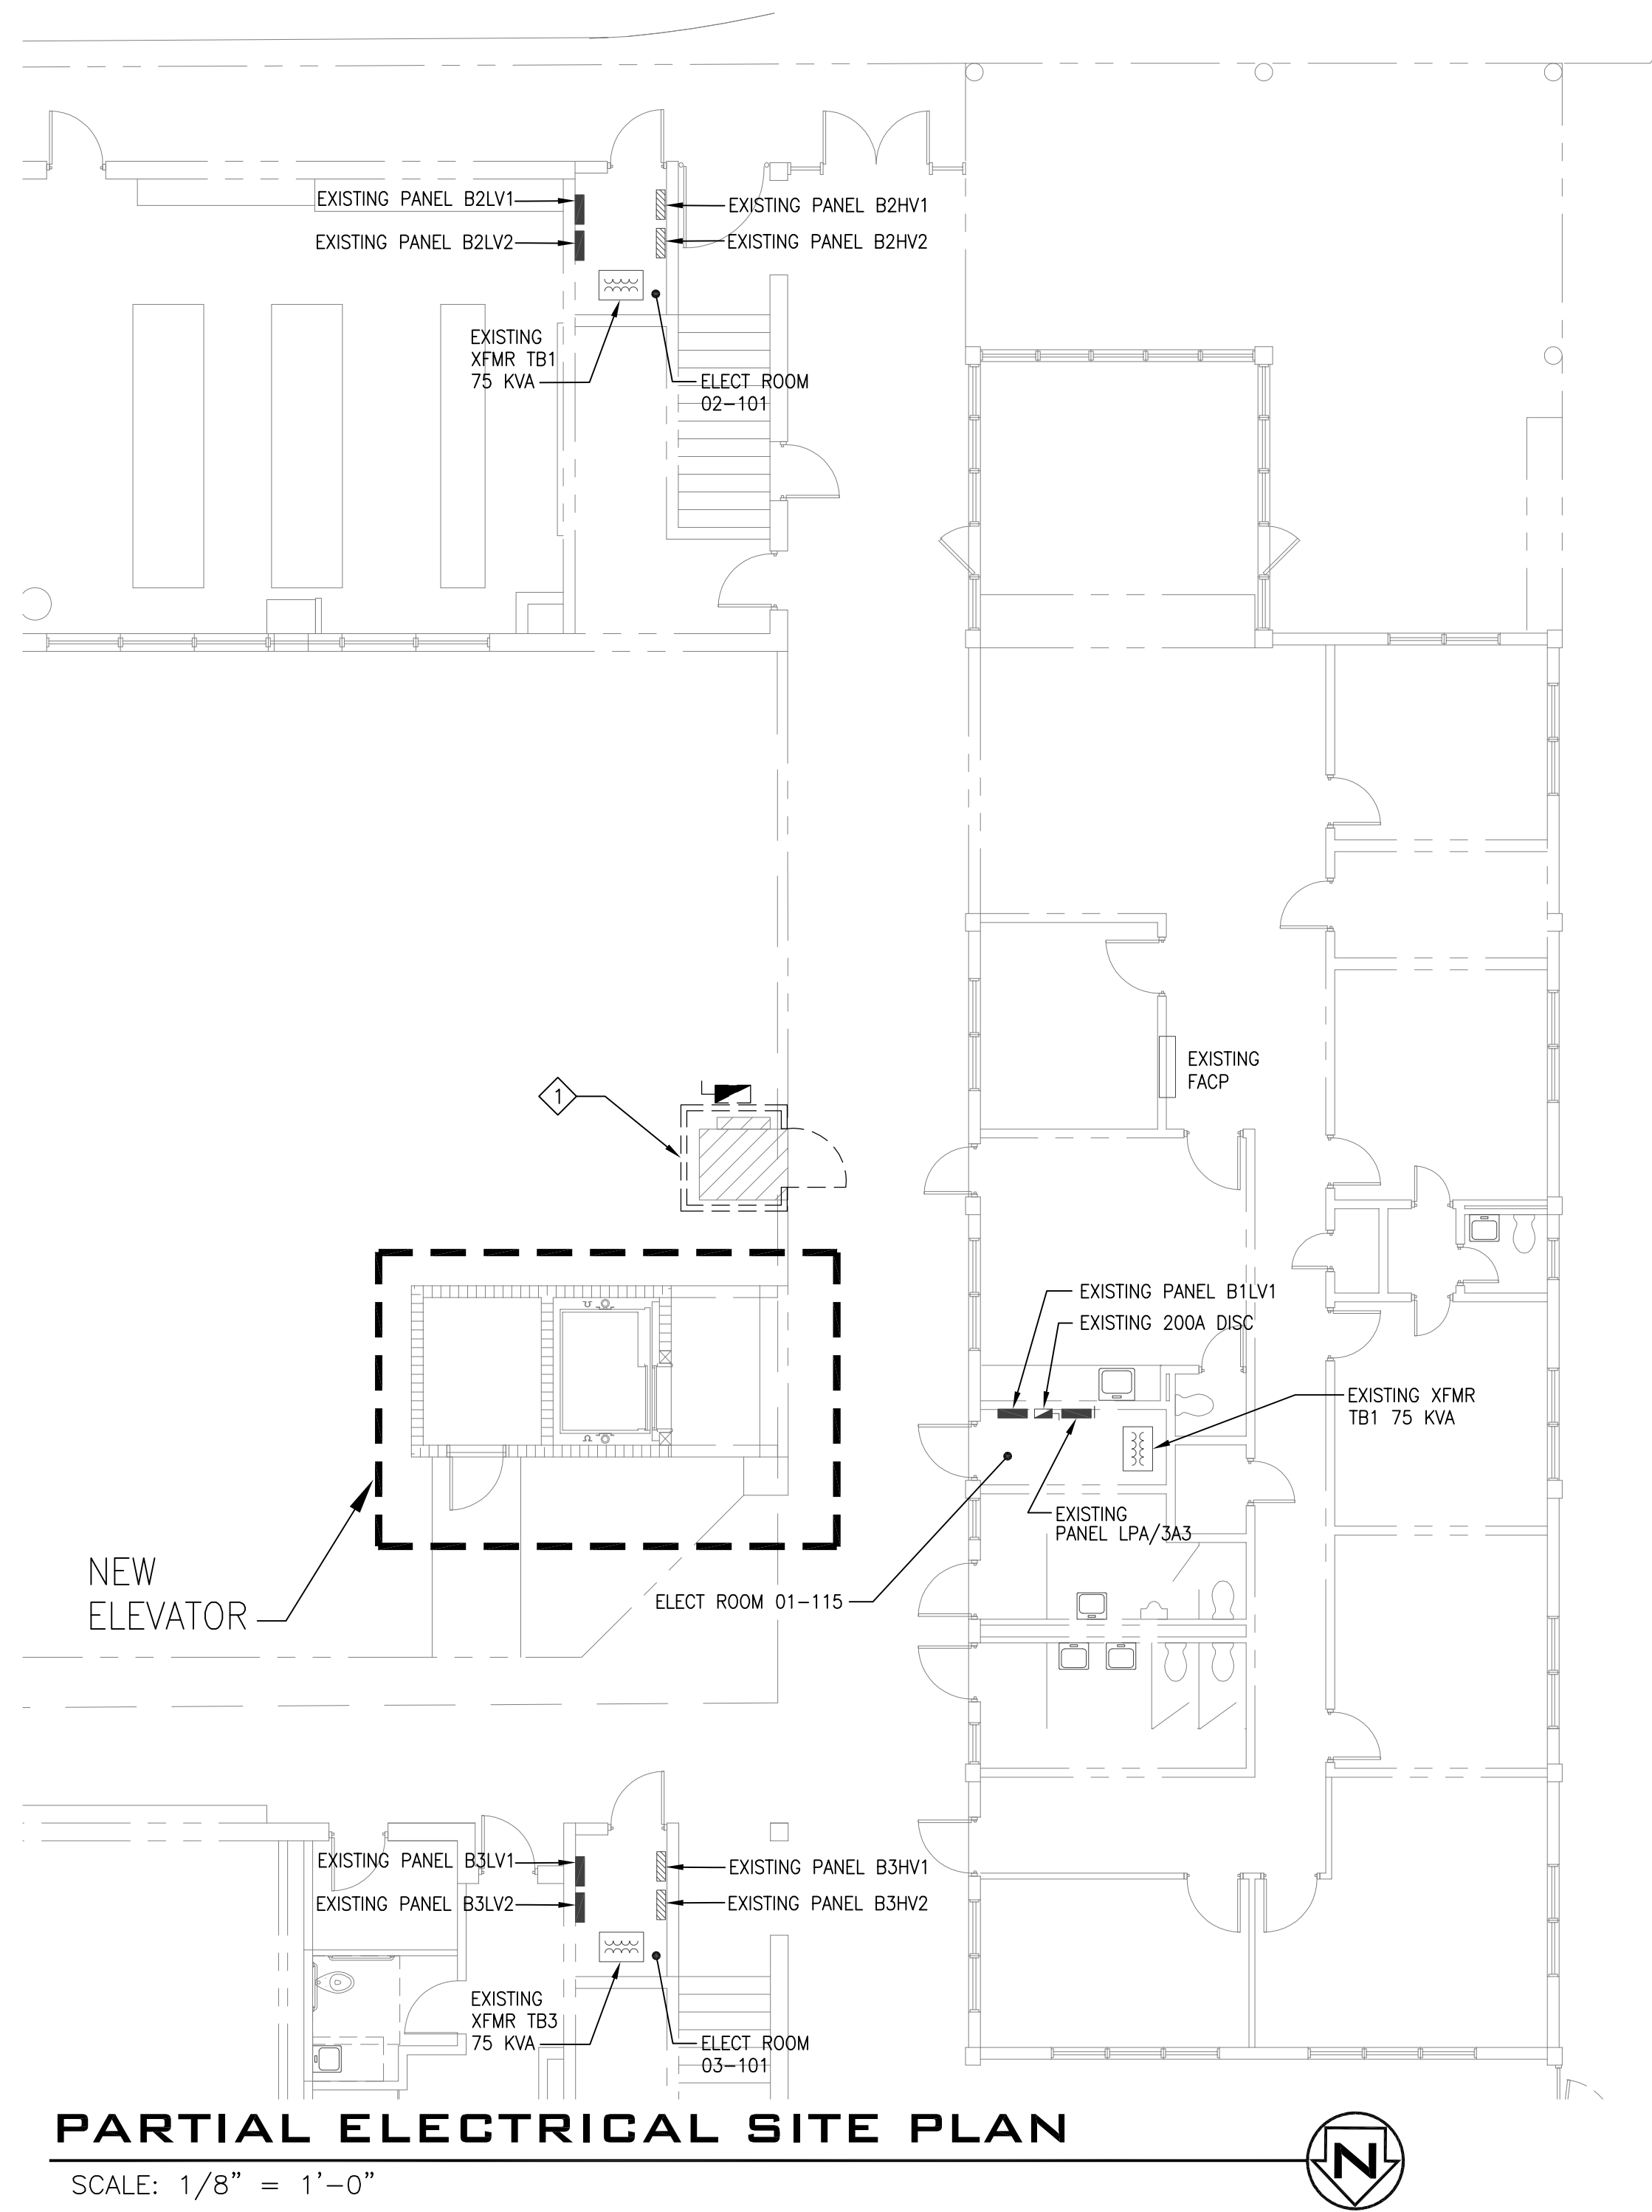 EXISTING PANEL B2LV1
EXISTING PANEL B2HV1
EXISTING PANEL B2LV2
EXISTING PANEL B2HV2
EXISTING
XFMR TB1
75 KVA
ELECT ROOM
02-101
EXISTING
FACP
1
EXISTING PANEL B1LV1
EXISTING 200A DISC
EXISTING XFMR
TB1 75 KVA
EXISTING
PANEL LPA/3A3
NEW
ELEVATOR
ELECT ROOM 01-115
EXISTING PANEL B3LV1
EXISTING PANEL B3HV1
EXISTING PANEL B3LV2
EXISTING PANEL B3HV2
EXISTING
XFMR TB3
75 KVA
ELECT ROOM
03-101
PARTIAL ELECTRICAL SITE PLAN
N
SCALE: 1/8" = 1'-0"